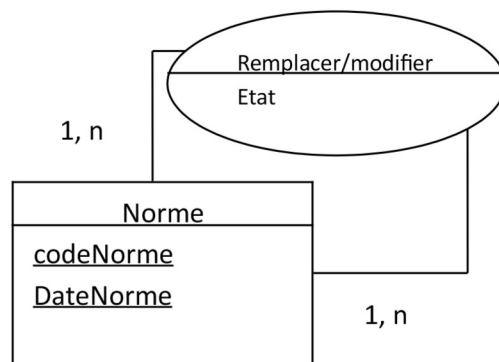 Remplacer/modifier
Etat
1, n
Norme
codeNorme
DateNorme
1, n